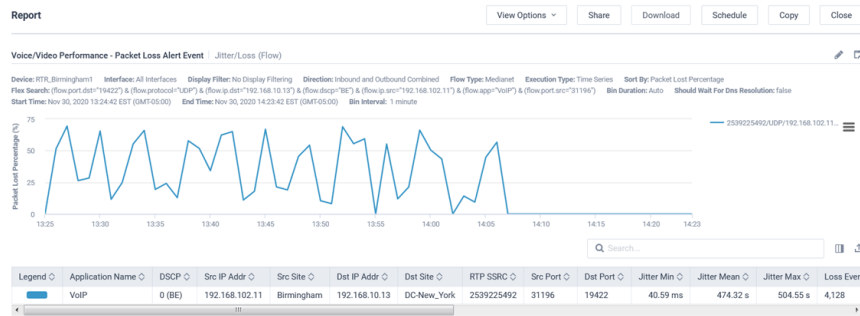 Report
View Options
Share
Download
Schedule
Copy
Close
Voice/Video Performance - Packet Loss Alert Event | Jitter/Loss (Flow)
Device: RTR_Birmingham1 Interface: All Interfaces Display Filter: No Display Filtering Direction: Inbound and Outbound Combined Flow Type: Medianet Execution Type: Time Series Sort By: Packet Lost Percentage
Flex Search: (flow.port.dst="19422") & (flow.protocol="UDP") & (flow.ip.dst="192.168.10.13") & (flow.dscp="BE") & (flow.ip.src="192.168.102.11") & (flow.app="VoIP") & (flow.port.src="31196") Bin Duration: Auto Should Wait For Dns Resolution: false
Start Time: Nov 30, 2020 13:24:42 EST (GMT-05:00) End Time: Nov 30, 2020 14:23:42 EST (GMT-05:00) Bin Interval: 1 minute
Packet Lost Percentage (%)
75
50
25
0
13:25 13:30 13:35 13:40 13:45 13:50 13:55 14:00 14:05 14:10 14:15 14:20 14:23
2539225492/UDP/192.168.102.11...
Search...
Legend Application Name DSCP Src IP Addr Src Site Dst IP Addr Dst Site RTP SSRC Src Port Dst Port Jitter Min Jitter Mean Jitter Max Loss Even
VoIP 0 (BE) 192.168.102.11 Birmingham 192.168.10.13 DC-New_York 2539225492 31196 19422 40.59 ms 474.32 s 504.55 s 4,128